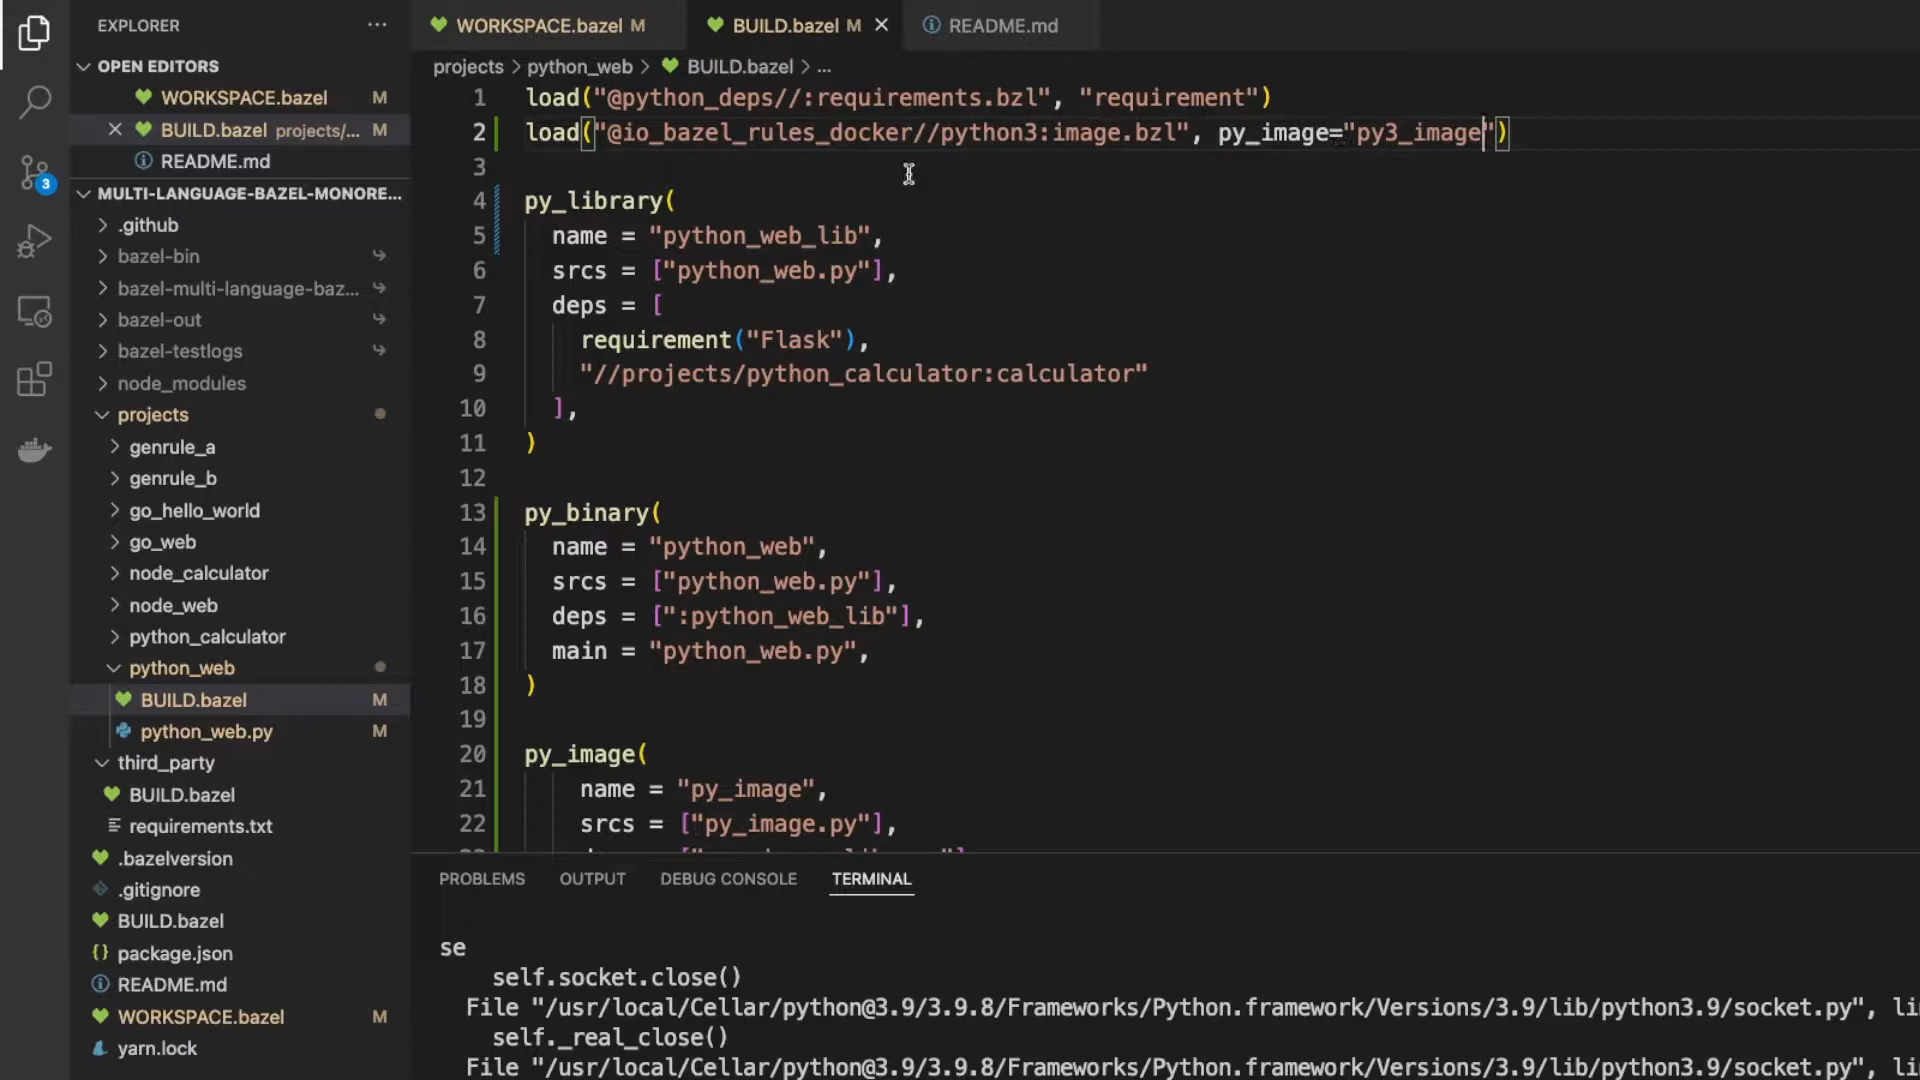 EXPLORER
OPEN EDITORS
WORKSPACE.bazel M
BUILD.bazel projects/... M
README.md
3
MULTI-LANGUAGE-BAZEL-MONORE...
.github
bazel-bin
bazel-multi-language-baz...
bazel-out
bazel-testlogs
node_modules
projects
genrule_a
genrule_b
go_hello_world
go_web
node_calculator
node_web
python_calculator
python_web
BUILD.bazel M
python_web.py M
third_party
BUILD.bazel
requirements.txt
.bazelversion
.gitignore
BUILD.bazel
package.json
README.md
WORKSPACE.bazel M
yarn.lock
WORKSPACE.bazel M
BUILD.bazel M
README.md
projects > python_web > BUILD.bazel > ...
1 load("@python_deps//:requirements.bzl", "requirement")
2 load("@io_bazel_rules_docker//python3:image.bzl", py_image="py3_image")
3
4 py_library(
5 name = "python_web_lib",
6 srcs = ["python_web.py"],
7 deps = [
8 requirement("Flask"),
9 "//projects/python_calculator:calculator"
10 ],
11 )
12
13 py_binary(
14 name = "python_web",
15 srcs = ["python_web.py"],
16 deps = [":python_web_lib"],
17 main = "python_web.py",
18 )
19
20 py_image(
21 name = "py_image",
22 srcs = ["py_image.py"],
PROBLEMS OUTPUT DEBUG CONSOLE TERMINAL
se
self.socket.close()
File "/usr/local/Cellar/python@3.9/3.9.8/Frameworks/Python.framework/Versions/3.9/lib/python3.9/socket.py", li
self._real_close()
File "/usr/local/Cellar/python@3.9/3.9.8/Frameworks/Python.framework/Versions/3.9/lib/python3.9/socket.py", li